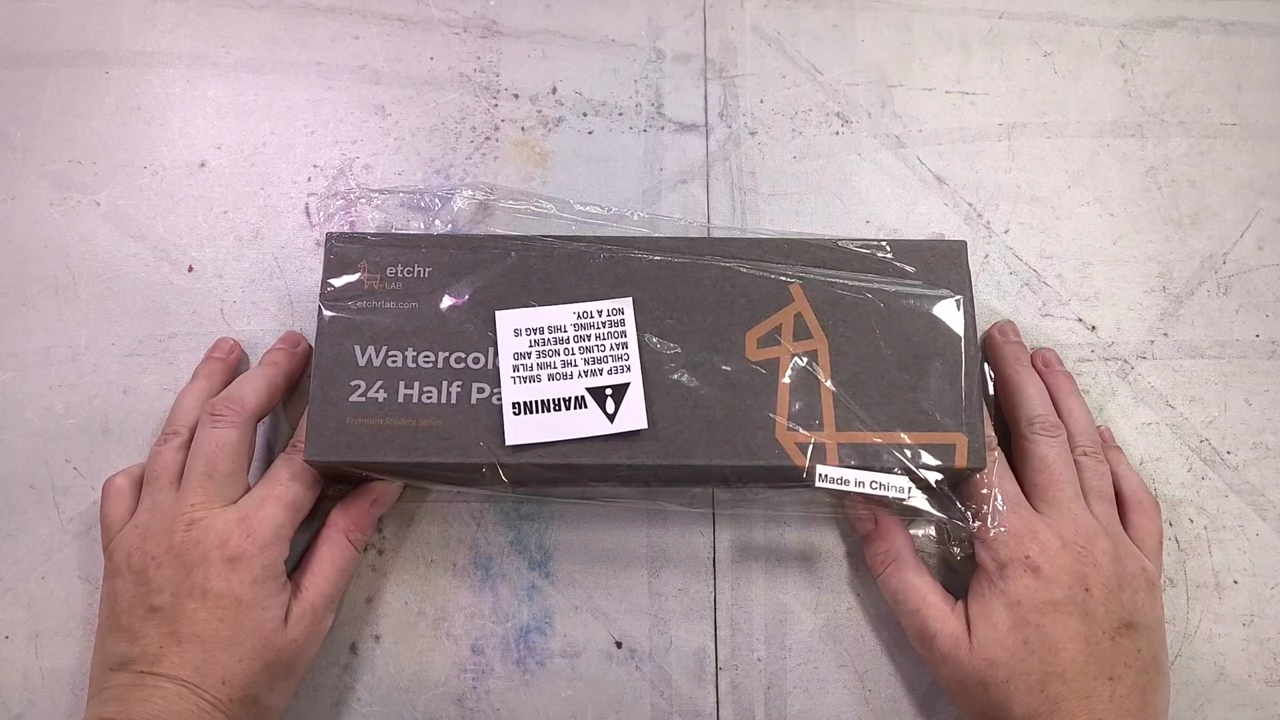 etchr
LAB
etchrlab.com
Watercol
24 Half Pa
Premium Student Series
WARNING
KEEP AWAY FROM SMALL
CHILDREN. THE THIN FILM
MAY CLING TO NOSE AND
MOUTH AND PREVENT
BREATHING. THIS BAG IS
NOT A TOY.
Made in China